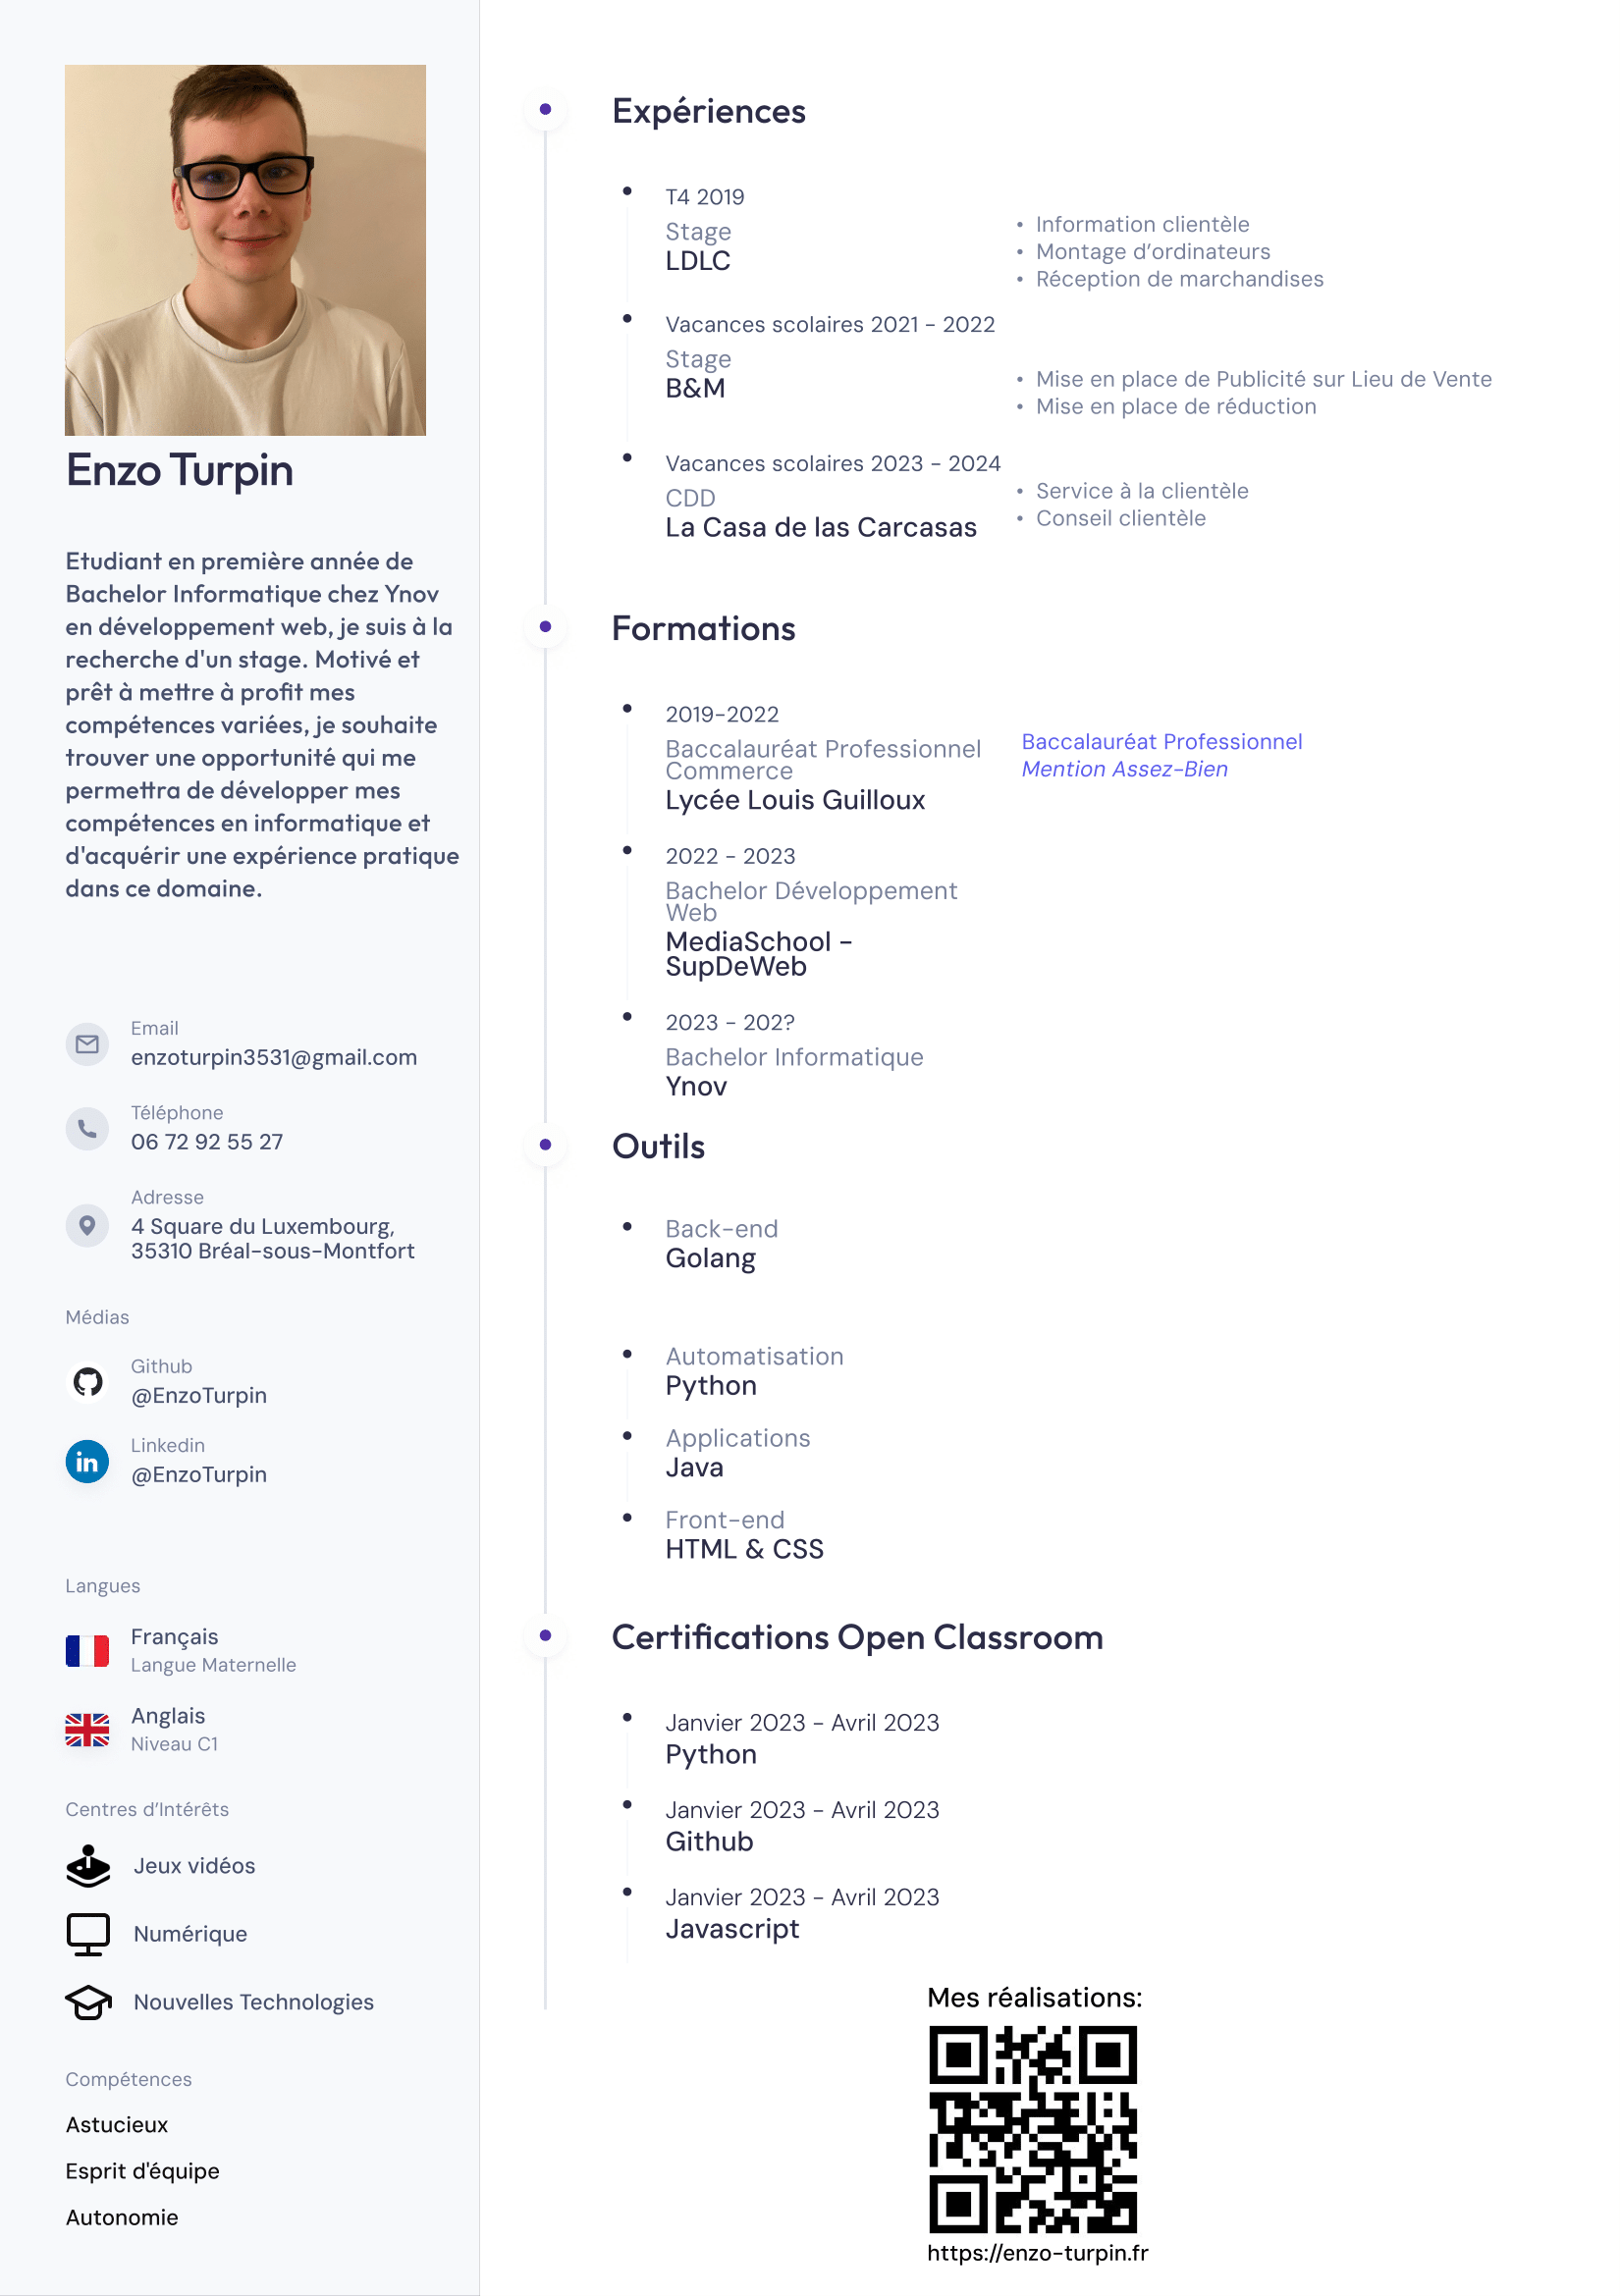 Enzo Turpin
Etudiant en première année de
Bachelor Informatique chez Ynov
en développement web, je suis à la
recherche d'un stage. Motivé et
prêt à mettre à profit mes
compétences variées, je souhaite
trouver une opportunité qui me
permettra de développer mes
compétences en informatique et
d'acquérir une expérience pratique
dans ce domaine.
Email
enzoturpin3531@gmail.com
Téléphone
06 72 92 55 27
Adresse
4 Square du Luxembourg,
35310 Bréal-sous-Montfort
Médias
Github
@EnzoTurpin
in
Linkedin
@EnzoTurpin
Langues
Français
Langue Maternelle
Anglais
Niveau C1
Centres d’Intérêts
Jeux vidéos
Numérique
Nouvelles Technologies
Compétences
Astucieux
Esprit d'équipe
Autonomie
Expériences
T4 2019
Stage
LDLC
• Information clientèle
• Montage d’ordinateurs
• Réception de marchandises
Vacances scolaires 2021 - 2022
Stage
B&M
• Mise en place de Publicité sur Lieu de Vente
• Mise en place de réduction
Vacances scolaires 2023 - 2024
CDD
La Casa de las Carcasas
• Service à la clientèle
• Conseil clientèle
Formations
2019-2022
Baccalauréat Professionnel
Commerce
Lycée Louis Guilloux
Baccalauréat Professionnel
Mention Assez-Bien
2022 - 2023
Bachelor Développement
Web
MediaSchool -
SupDeWeb
2023 - 202?
Bachelor Informatique
Ynov
Outils
Back-end
Golang
Automatisation
Python
Applications
Java
Front-end
HTML & CSS
Certifications Open Classroom
Janvier 2023 - Avril 2023
Python
Janvier 2023 - Avril 2023
Github
Janvier 2023 - Avril 2023
Javascript
Mes réalisations:
https://enzo-turpin.fr